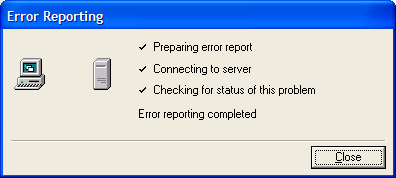 Error Reporting
Preparing error report
Connecting to server
Checking for status of this problem
Error reporting completed
Close